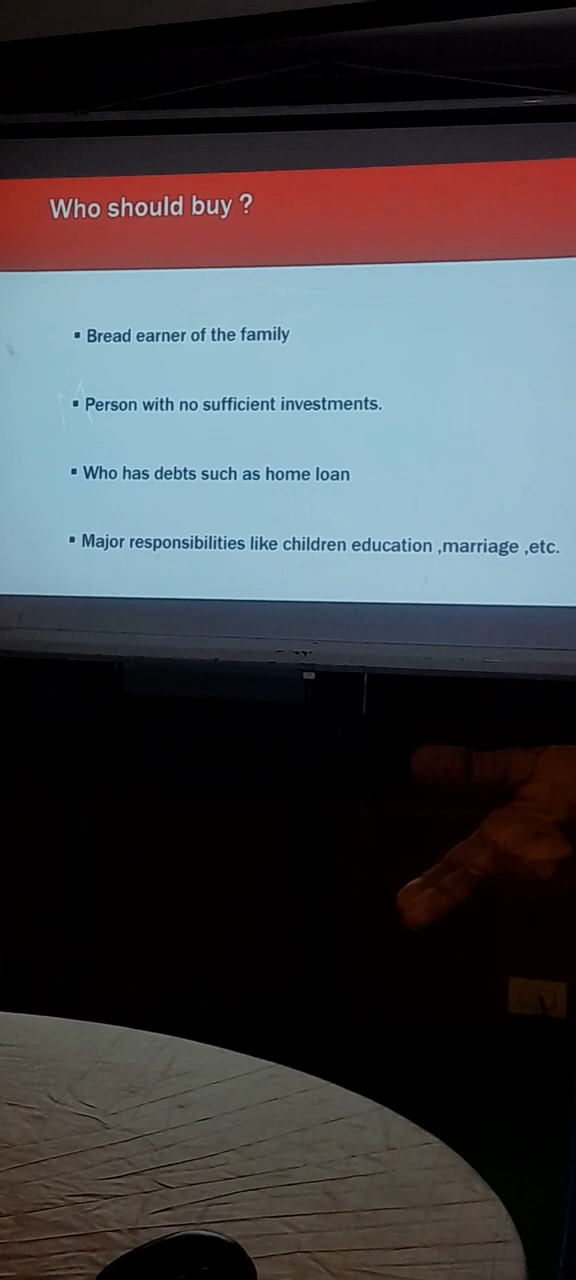 Who should buy ?
▪ Bread earner of the family
▪ Person with no sufficient investments.
▪ Who has debts such as home loan
▪ Major responsibilities like children education ,marriage ,etc.